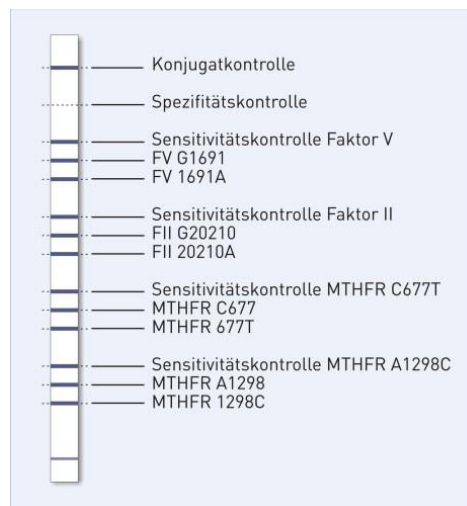 Konjugatkontrolle
Spezifitätskontrolle
Sensitivitätskontrolle Faktor V
FV G1691
FV 1691A
Sensitivitätskontrolle Faktor II
FII G20210
FII 20210A
Sensitivitätskontrolle MTHFR C677T
MTHFR C677
MTHFR 677T
Sensitivitätskontrolle MTHFR A1298C
MTHFR A1298
MTHFR 1298C